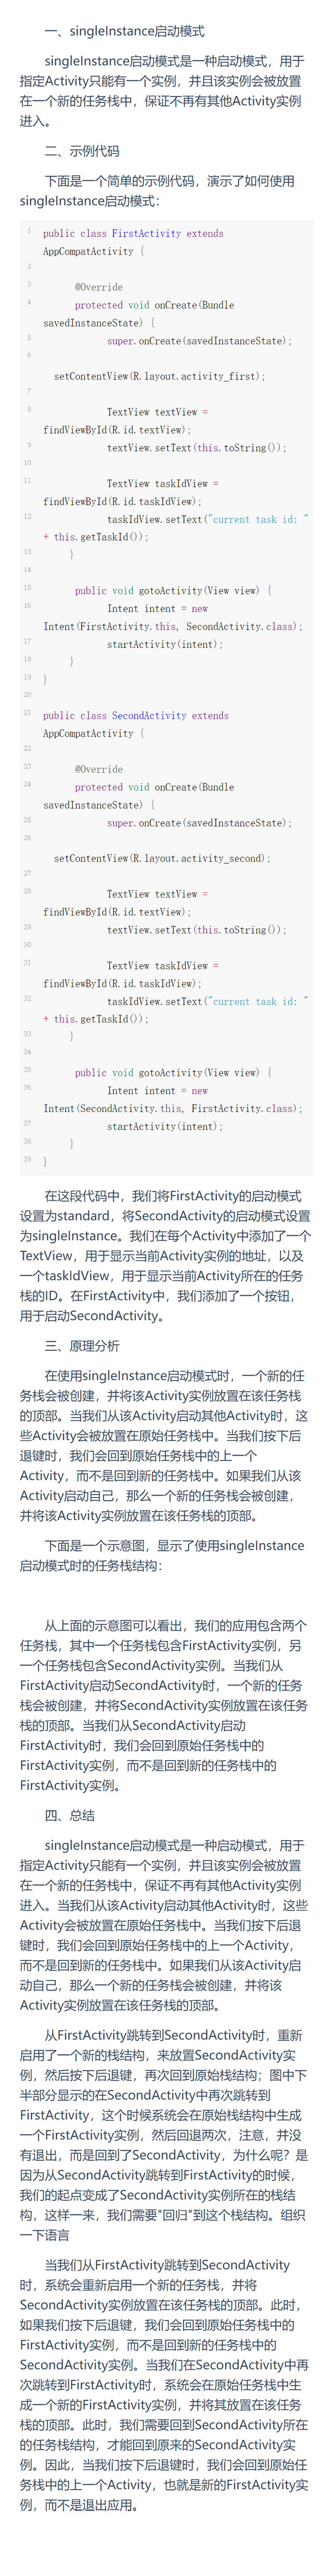 一、singleInstance启动模式
singleInstance启动模式是一种启动模式，用于
指定Activity只能有一个实例，并且该实例会被放置
在一个新的任务栈中，保证不再有其他Activity实例
进入。
二、示例代码
下面是一个简单的示例代码，演示了如何使用
singleInstance启动模式：
1 public class FirstActivity extends
AppCompatActivity {
2
3 @Override
4 protected void onCreate(Bundle
savedInstanceState) {
5 super.onCreate(savedInstanceState);
6
setContentView(R.layout.activity_first);
7
8 TextView textView =
findViewById(R.id.textView);
9 textView.setText(this.toString());
10
11 TextView taskIdView =
findViewById(R.id.taskIdView);
12 taskIdView.setText("current task id: "
+ this.getTaskId());
13 }
14
15 public void gotoActivity(View view) {
16 Intent intent = new
Intent(FirstActivity.this, SecondActivity.class);
17 startActivity(intent);
18 }
19 }
20
21 public class SecondActivity extends
AppCompatActivity {
22
23 @Override
24 protected void onCreate(Bundle
savedInstanceState) {
25 super.onCreate(savedInstanceState);
26
setContentView(R.layout.activity_second);
27
28 TextView textView =
findViewById(R.id.textView);
29 textView.setText(this.toString());
30
31 TextView taskIdView =
findViewById(R.id.taskIdView);
32 taskIdView.setText("current task id: "
+ this.getTaskId());
33 }
34
35 public void gotoActivity(View view) {
36 Intent intent = new
Intent(SecondActivity.this, FirstActivity.class);
37 startActivity(intent);
38 }
39 }
在这段代码中，我们将FirstActivity的启动模式
设置为standard，将SecondActivity的启动模式设置
为singleInstance。我们在每个Activity中添加了一个
TextView，用于显示当前Activity实例的地址，以及
一个taskIdView，用于显示当前Activity所在的任务
栈的ID。在FirstActivity中，我们添加了一个按钮，
用于启动SecondActivity。
三、原理分析
在使用singleInstance启动模式时，一个新的任
务栈会被创建，并将该Activity实例放置在该任务栈
的顶部。当我们从该Activity启动其他Activity时，这
些Activity会被放置在原始任务栈中。当我们按下后
退键时，我们会回到原始任务栈中的上一个
Activity，而不是回到新的任务栈中。如果我们从该
Activity启动自己，那么一个新的任务栈会被创建，
并将该Activity实例放置在该任务栈的顶部。
下面是一个示意图，显示了使用singleInstance
启动模式时的任务栈结构：
从上面的示意图可以看出，我们的应用包含两个
任务栈，其中一个任务栈包含FirstActivity实例，另
一个任务栈包含SecondActivity实例。当我们从
FirstActivity启动SecondActivity时，一个新的任务
栈会被创建，并将SecondActivity实例放置在该任务
栈的顶部。当我们从SecondActivity启动
FirstActivity时，我们会回到原始任务栈中的
FirstActivity实例，而不是回到新的任务栈中的
FirstActivity实例。
四、总结
singleInstance启动模式是一种启动模式，用于
指定Activity只能有一个实例，并且该实例会被放置
在一个新的任务栈中，保证不再有其他Activity实例
进入。当我们从该Activity启动其他Activity时，这些
Activity会被放置在原始任务栈中。当我们按下后退
键时，我们会回到原始任务栈中的上一个Activity，
而不是回到新的任务栈中。如果我们从该Activity启
动自己，那么一个新的任务栈会被创建，并将该
Activity实例放置在该任务栈的顶部。
从FirstActivity跳转到SecondActivity时，重新
启用了一个新的栈结构，来放置SecondActivity实
例，然后按下后退键，再次回到原始栈结构；图中下
半部分显示的在SecondActivity中再次跳转到
FirstActivity，这个时候系统会在原始栈结构中生成
一个FirstActivity实例，然后回退两次，注意，并没
有退出，而是回到了SecondActivity，为什么呢？是
因为从SecondActivity跳转到FirstActivity的时候，
我们的起点变成了SecondActivity实例所在的栈结
构，这样一来，我们需要"回归"到这个栈结构。组织
一下语言
当我们从FirstActivity跳转到SecondActivity
时，系统会重新启用一个新的任务栈，并将
SecondActivity实例放置在该任务栈的顶部。此时，
如果我们按下后退键，我们会回到原始任务栈中的
FirstActivity实例，而不是回到新的任务栈中的
SecondActivity实例。当我们在SecondActivity中再
次跳转到FirstActivity时，系统会在原始任务栈中生
成一个新的FirstActivity实例，并将其放置在该任务
栈的顶部。此时，我们需要回到SecondActivity所在
的任务栈结构，才能回到原来的SecondActivity实
例。因此，当我们按下后退键时，我们会回到原始任
务栈中的上一个Activity，也就是新的FirstActivity实
例，而不是退出应用。